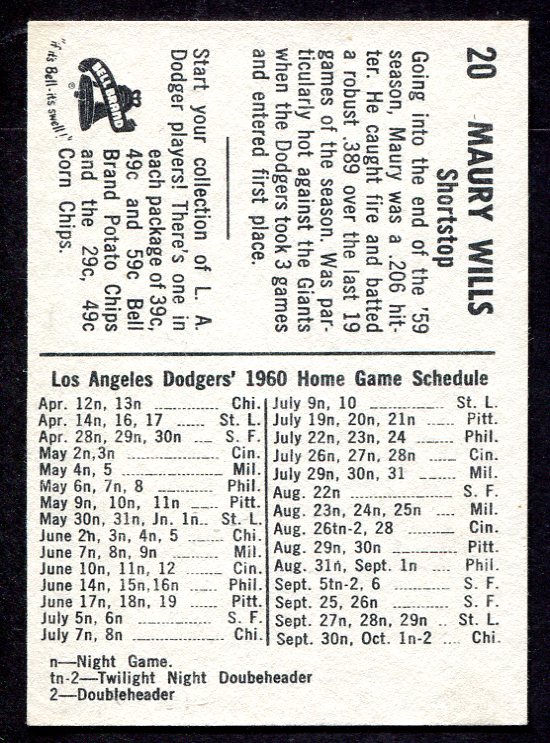 20 MAURY WILLS
Shortstop
Going into the end of the '59
season, Maury was a .206 hit-
ter. He caught fire and batted
a robust .389 over the last 19
games of the season. Was par-
ticularly hot against the Giants
when the Dodgers took 3 games
and entered first place.
Start your collection of L. A.
Dodger players! There's one in
each package of 39c,
49c and 59c Bell
Brand Potato Chips
and the 29c, 49c
Corn Chips.
BELL BRAND
®
"if it's Bell-it's swell!"
Los Angeles Dodgers' 1960 Home Game Schedule
Apr. 12n, 13n ............ Chi.
Apr. 14n, 16, 17 ...... St. L.
Apr. 28n, 29n, 30n .... S. F.
May 2n,3n ............ Cin.
May 4n, 5 ............ Mil.
May 6n, 7n, 8 ............ Phil.
May 9n, 10n, 11n ...... Pitt.
May 30n, 31n, Jn. 1n.. St. L.
June 2n, 3n, 4n, 5 ...... Chi.
June 7n, 8n, 9n ........ Mil.
June 10n, 11n, 12 ...... Cin.
June 14n, 15n,16n ...... Phil.
June 17n, 18n, 19 ...... Pitt.
July 5n, 6n ............ S. F.
July 7n, 8n ............ Chi.
July 9n, 10 ............ St. L.
July 19n, 20n, 21n ...... Pitt.
July 22n, 23n, 24 ...... Phil.
July 26n, 27n, 28n .... Cin.
July 29n, 30n, 31 ...... Mil.
Aug. 22n ............ S. F.
Aug. 23n, 24n, 25n .... Mil.
Aug. 26tn-2, 28 ........ Cin.
Aug. 29n, 30n ............ Pitt.
Aug. 31n, Sept. 1n .... Phil.
Sept. 5tn-2, 6 ........ S. F.
Sept. 25, 26n ............ S. F.
Sept. 27n, 28n, 29n .. St. L.
Sept. 30n, Oct. 1n-2 .... Chi.
n—Night Game.
tn-2—Twilight Night Doubeheader
2—Doubleheader